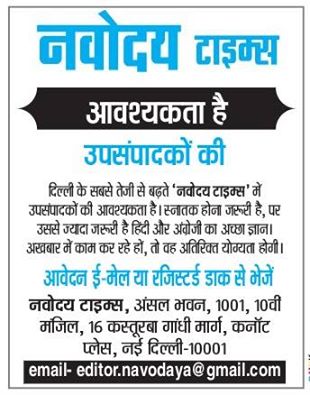 नवोदय टाइम्स
आवश्यकता है
उपसंपादकों की
दिल्ली के सबसे तेजी से बढ़ते ‘नवोदय टाइम्स’ में
उपसंपादकों की आवश्यकता है। स्नातक होना जरूरी है, पर
उससे ज्यादा जरूरी है हिंदी और अंग्रेजी का अच्छा ज्ञान।
अखबार में काम कर रहे हों, तो वह अतिरिक्त योग्यता होगी।
आवेदन ई-मेल या रजिस्टर्ड डाक से भेजें
नवोदय टाइम्स, अंसल भवन, 1001, 10वी
मंजिल, 16 कस्तूरबा गांधी मार्ग, कनॉट
प्लेस, नई दिल्ली-10001
email- editor.navodaya@gmail.com